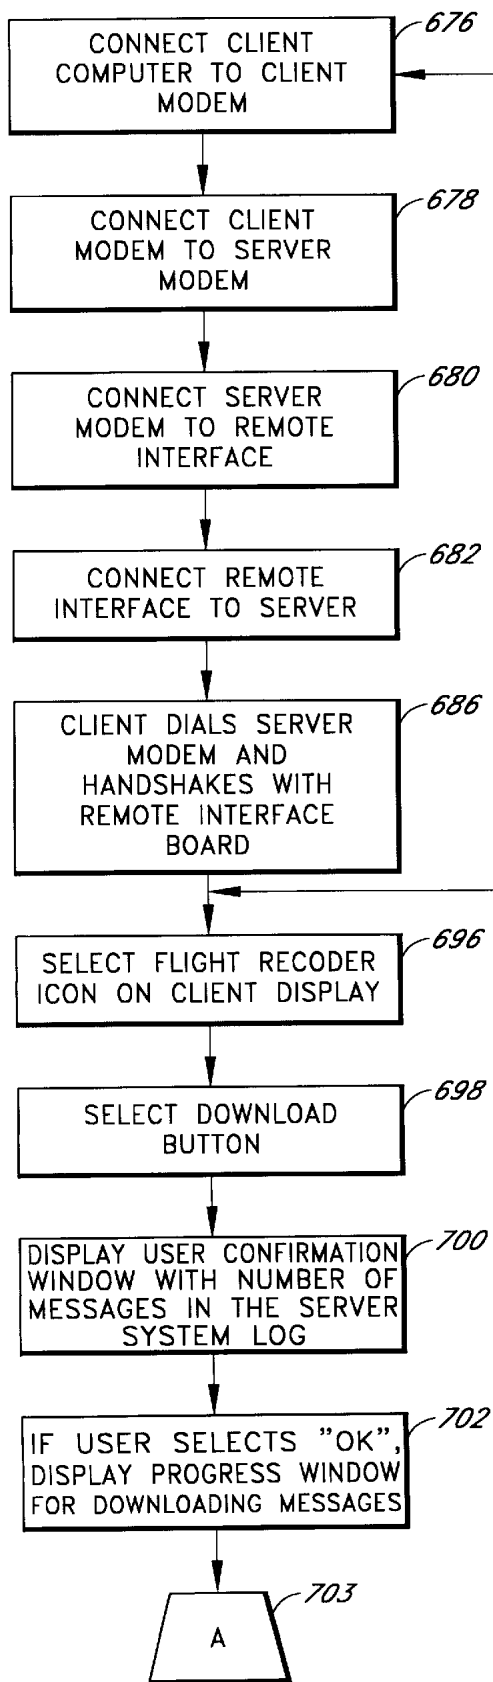 676
CONNECT CLIENT
COMPUTER TO CLIENT
MODEM
678
CONNECT CLIENT
MODEM TO SERVER
MODEM
680
CONNECT SERVER
MODEM TO REMOTE
INTERFACE
682
CONNECT REMOTE
INTERFACE TO SERVER
686
CLIENT DIALS SERVER
MODEM AND
HANDSHAKES WITH
REMOTE INTERFACE
BOARD
696
SELECT FLIGHT RECODER
ICON ON CLIENT DISPLAY
698
SELECT DOWNLOAD
BUTTON
700
DISPLAY USER CONFIRMATION
WINDOW WITH NUMBER OF
MESSAGES IN THE SERVER
SYSTEM LOG
702
IF USER SELECTS "OK",
DISPLAY PROGRESS WINDOW
FOR DOWNLOADING MESSAGES
703
A